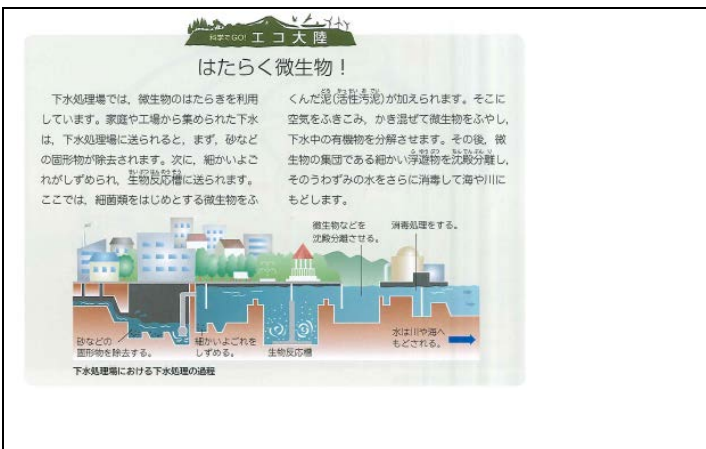 科学でGO! エコ大陸
はたらく微生物！
下水処理場では，微生物のはたらきを利用
しています。家庭や工場から集められた下水
は，下水処理場に送られると，まず，砂など
の固形物が除去されます。次に，細かいよご
れがしずめられ，生物反応槽に送られます。
ここでは，細菌類をはじめとする微生物をふ
くんだ泥(活性汚泥)が加えられます。そこに
空気をふきこみ，かき混ぜて微生物をふやし，
下水中の有機物を分解させます。その後，微
生物の集団である細かい浮遊物を沈殿分離し，
そのうわずみの水をさらに消毒して海や川に
もどします。
微生物などを
沈殿分離させる。
消毒処理をする。
砂などの
固形物を除去する。
細かいよごれを
しずめる。
生物反応槽
水は川や海へ
もどされる。
下水処理場における下水処理の過程